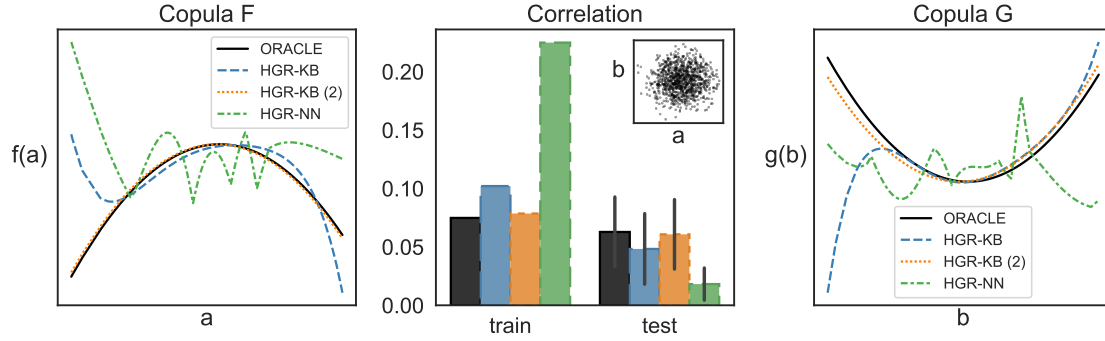 Copula F
f(a)
ORACLE
HGR-KB
HGR-KB (2)
HGR-NN
a
Correlation
0.20
0.15
0.10
0.05
0.00
b
a
train
test
Copula G
g(b)
ORACLE
HGR-KB
HGR-KB (2)
HGR-NN
b